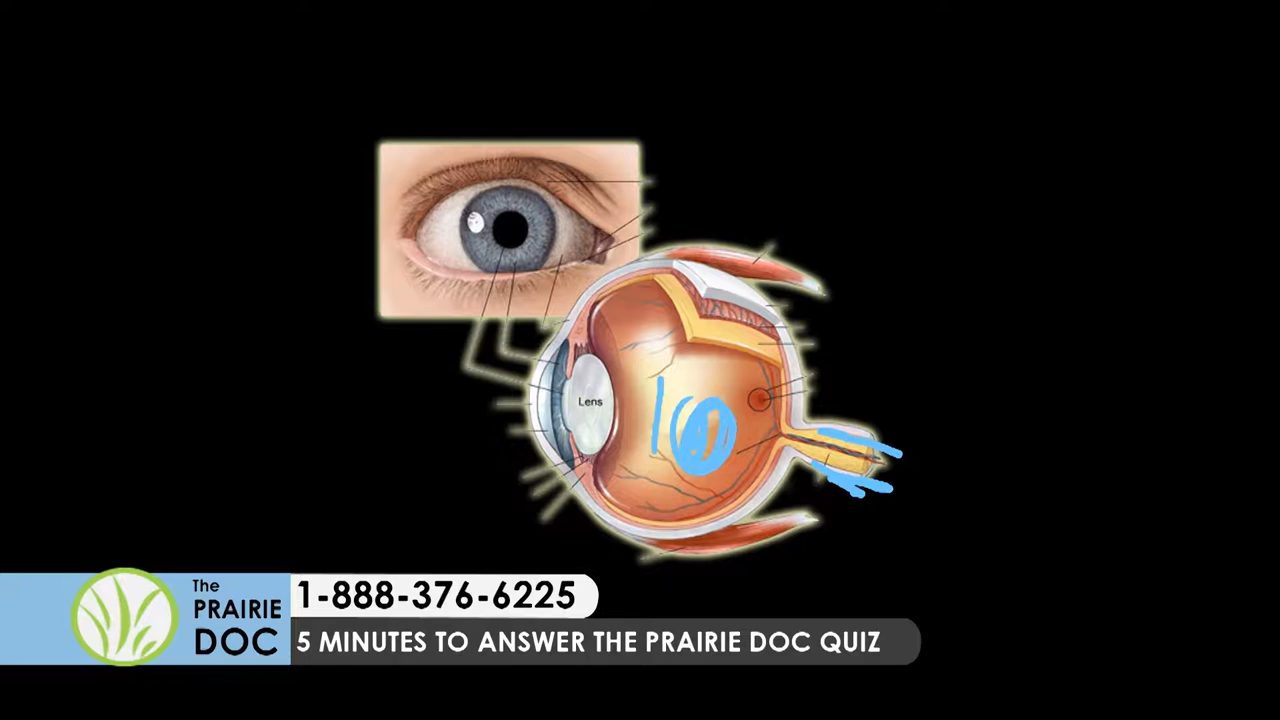 Lens
The
PRAIRIE
DOC
1-888-376-6225
5 MINUTES TO ANSWER THE PRAIRIE DOC QUIZ